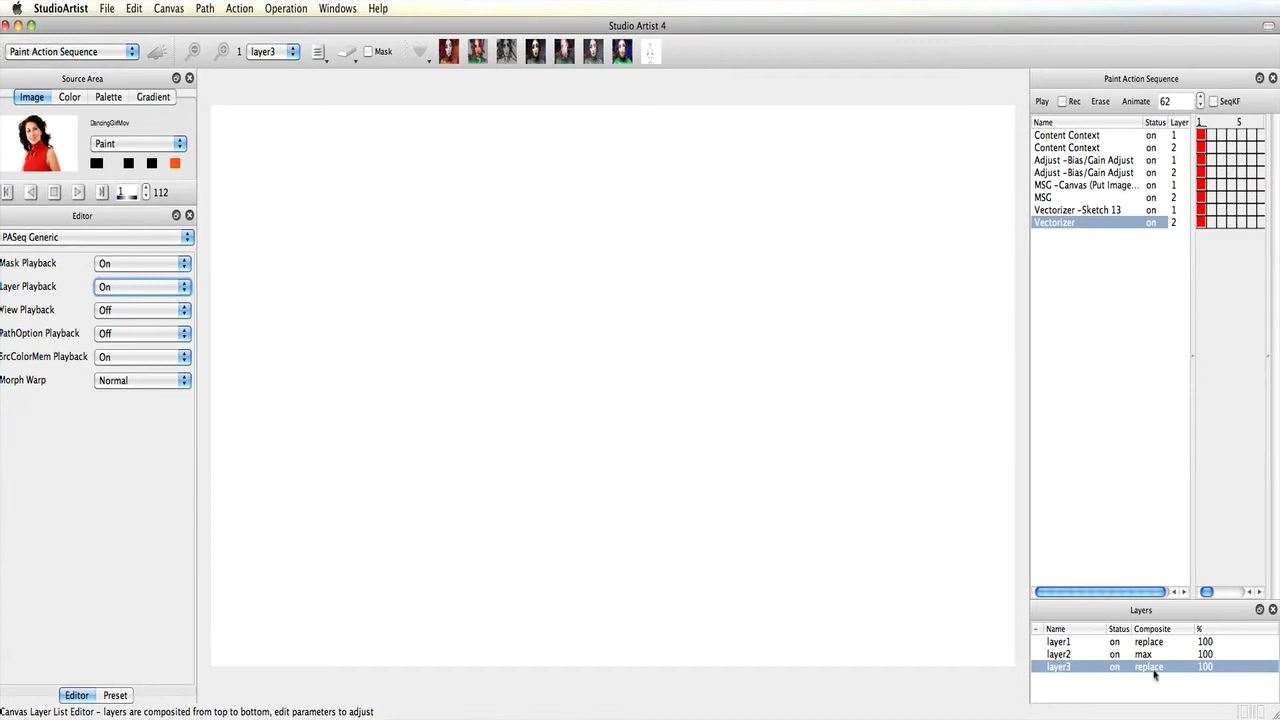 StudioArtist File Edit Canvas Path Action Operation Windows Help
Studio Artist 4
Paint Action Sequence 1 layer3 Mask
Source Area
Image Color Palette Gradient
DancingGirlMov
Paint
1 112
Editor
PASeq Generic
Mask Playback On
Layer Playback On
View Playback Off
PathOption Playback Off
SrcColorMem Playback On
Morph Warp Normal
Editor Preset
Canvas Layer List Editor - layers are composited from top to bottom, edit parameters to adjust
Paint Action Sequence
Play Rec Erase Animate 62 SeqKF
Name Status Layer 1 5
Content Context on 1
Content Context on 2
Adjust -Bias/Gain Adjust on 1
Adjust -Bias/Gain Adjust on 2
MSG -Canvas (Put Image... on 1
MSG on 2
Vectorizer -Sketch 13 on 1
Vectorizer on 2
Layers
- Name Status Composite %
layer1 on replace 100
layer2 on max 100
layer3 on replace 100